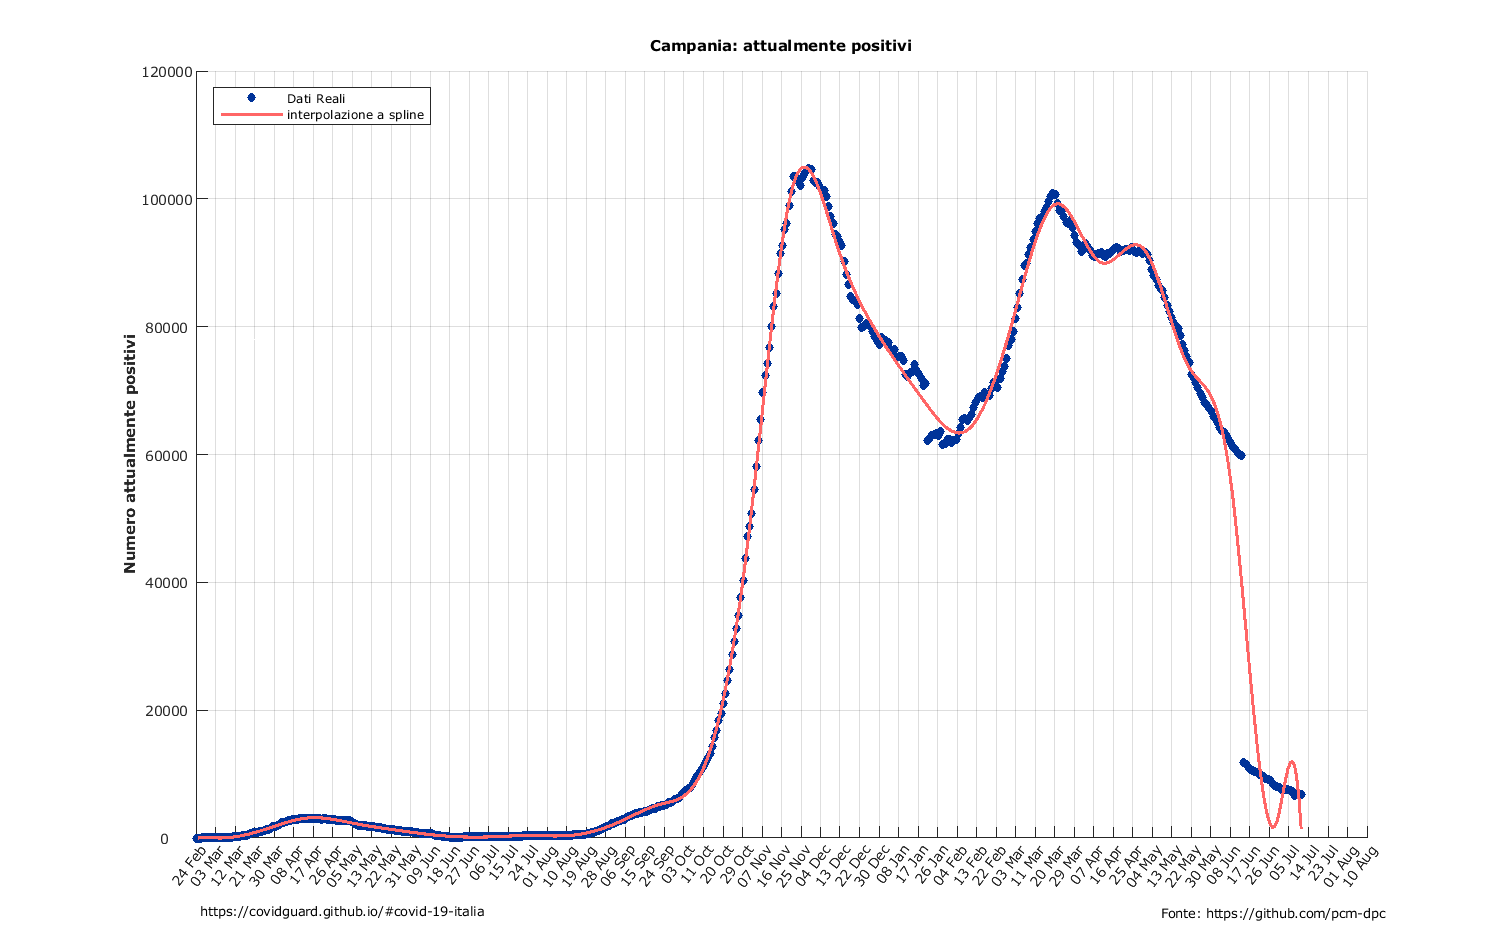 Campania: attualmente positivi
Dati Reali
interpolazione a spline
Numero attualmente positivi
120000
100000
80000
60000
40000
20000
0
24 Feb
03 Mar
12 Mar
21 Mar
30 Mar
08 Apr
17 Apr
26 Apr
05 May
13 May
22 May
31 May
09 Jun
18 Jun
27 Jun
06 Jul
15 Jul
24 Jul
01 Aug
10 Aug
19 Aug
28 Aug
06 Sep
15 Sep
24 Sep
03 Oct
11 Oct
20 Oct
29 Oct
07 Nov
16 Nov
25 Nov
04 Dec
13 Dec
22 Dec
30 Dec
08 Jan
17 Jan
26 Jan
04 Feb
13 Feb
22 Feb
03 Mar
11 Mar
20 Mar
29 Mar
07 Apr
16 Apr
25 Apr
04 May
13 May
22 May
30 May
08 Jun
17 Jun
26 Jun
05 Jul
14 Jul
23 Jul
01 Aug
10 Aug
https://covidguard.github.io/#covid-19-italia
Fonte: https://github.com/pcm-dpc